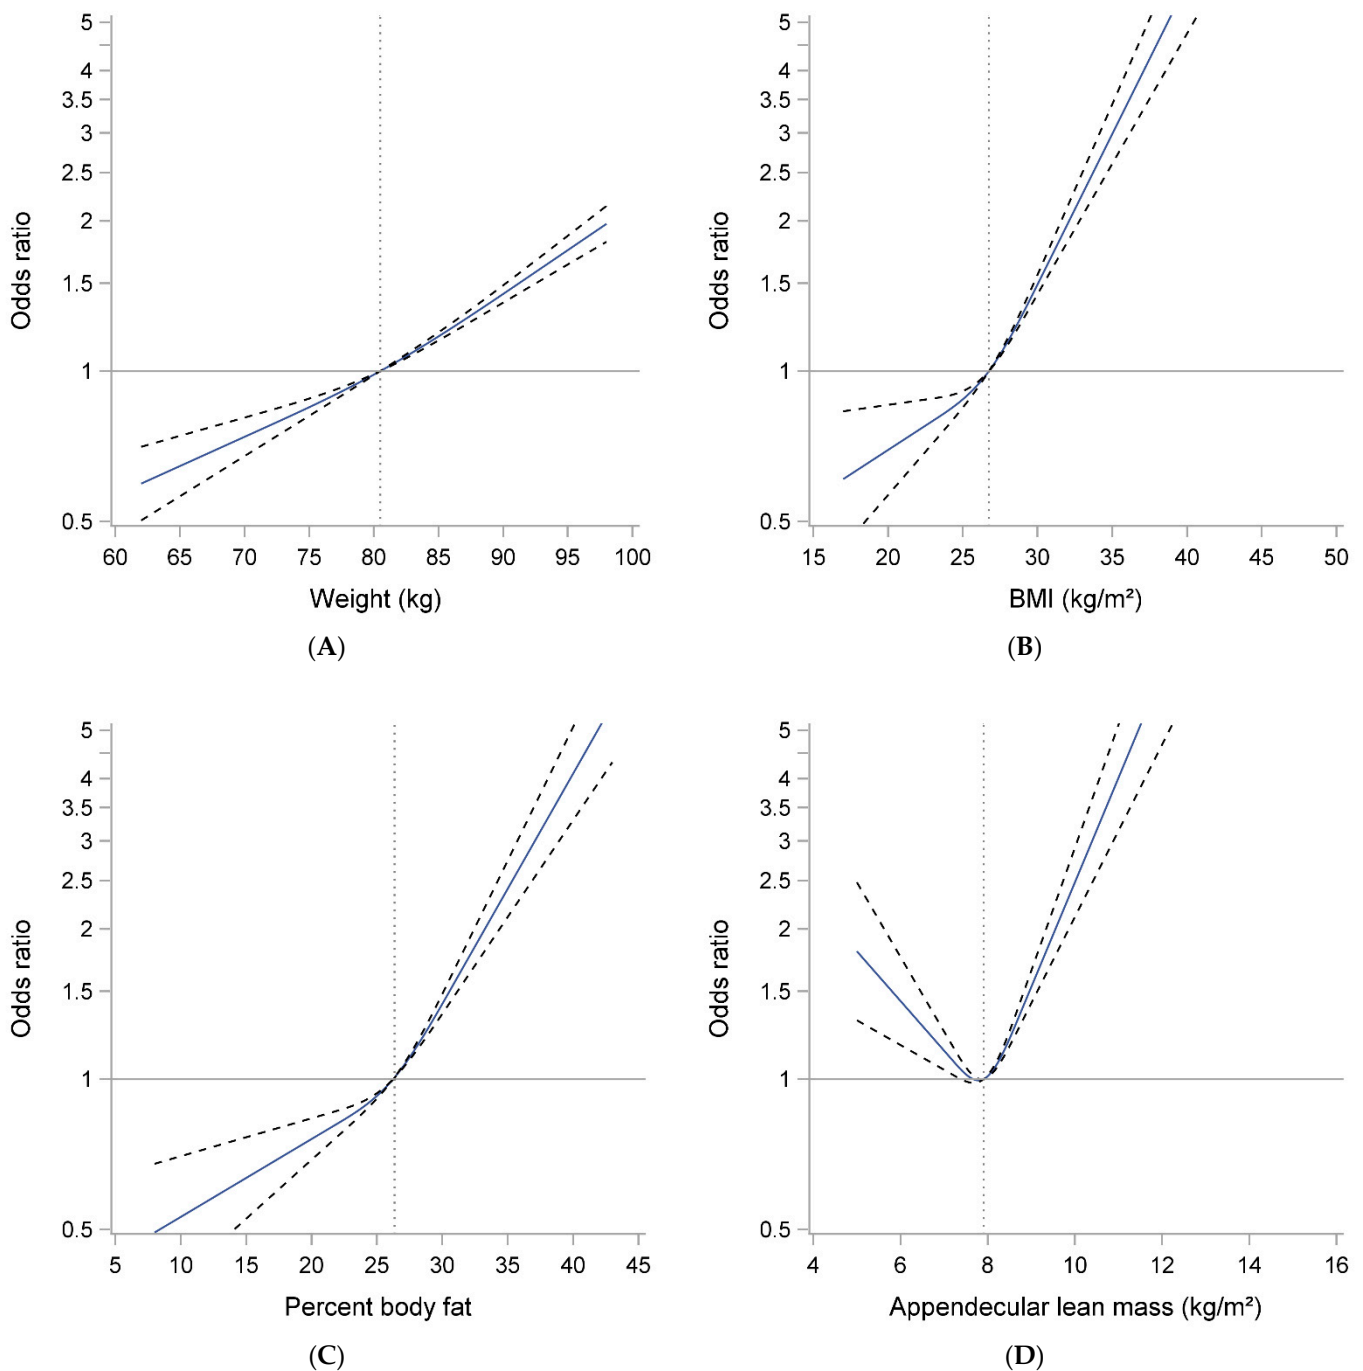 5
4
3.5
3
2.5
2
1.5
1
0.5
Odds ratio
60 65 70 75 80 85 90 95 100
Weight (kg)
(A)
5
4
3.5
3
2.5
2
1.5
1
0.5
Odds ratio
15 20 25 30 35 40 45 50
BMI (kg/m²)
(B)
5
4
3.5
3
2.5
2
1.5
1
0.5
Odds ratio
5 10 15 20 25 30 35 40 45
Percent body fat
(C)
5
4
3.5
3
2.5
2
1.5
1
0.5
Odds ratio
4 6 8 10 12 14 16
Appendecular lean mass (kg/m²)
(D)